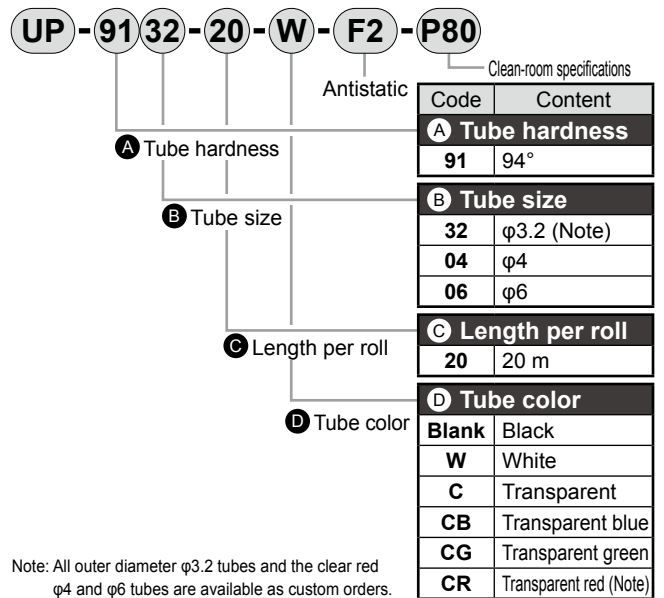 UP-9132-20-W-F2-P80
Clean-room specifications
Antistatic
Code Content
A Tube hardness
91 94°
A Tube hardness
B Tube size
B Tube size
32 φ3.2 (Note)
04 φ4
06 φ6
C Length per roll
C Length per roll
20 20 m
D Tube color
D Tube color
Blank Black
W White
C Transparent
CB Transparent blue
CG Transparent green
CR Transparent red (Note)
Note: All outer diameter φ3.2 tubes and the clear red
φ4 and φ6 tubes are available as custom orders.